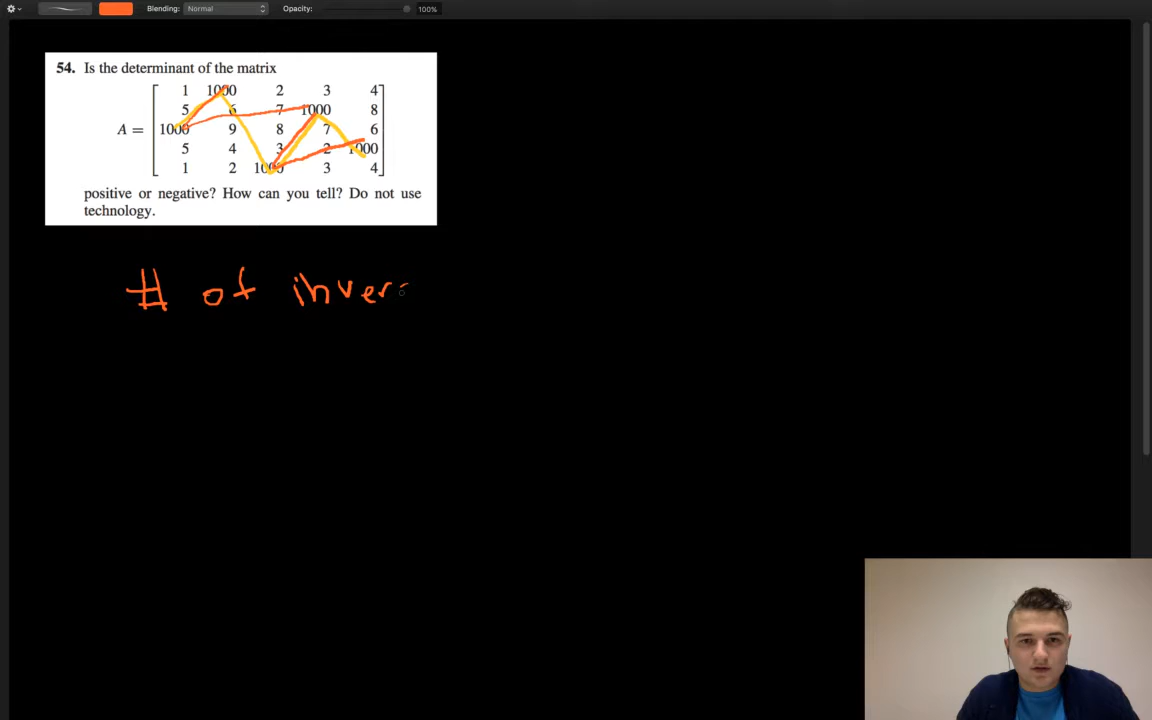 Blending: Normal Opacity: 100%
54. Is the determinant of the matrix
1 1000 2 3 4
5 6 7 1000 8
A = 1000 9 8 7 6
5 4 3 2 1000
1 2 1000 3 4
positive or negative? How can you tell? Do not use
technology.
# of inver